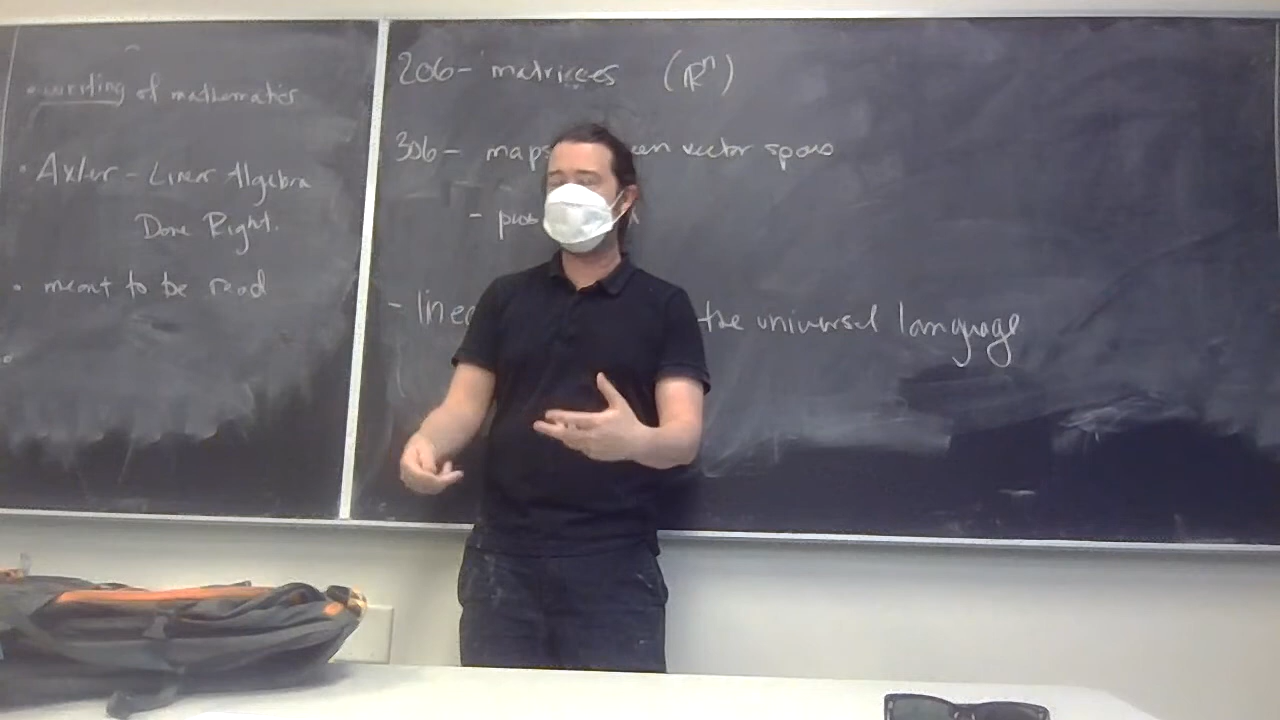 • writing of mathematics
• Axler - Linear Algebra
Done Right.
• meant to be read
206 - matrices (Rⁿ)
306 - maps en vector spaces
-
- line the universal language